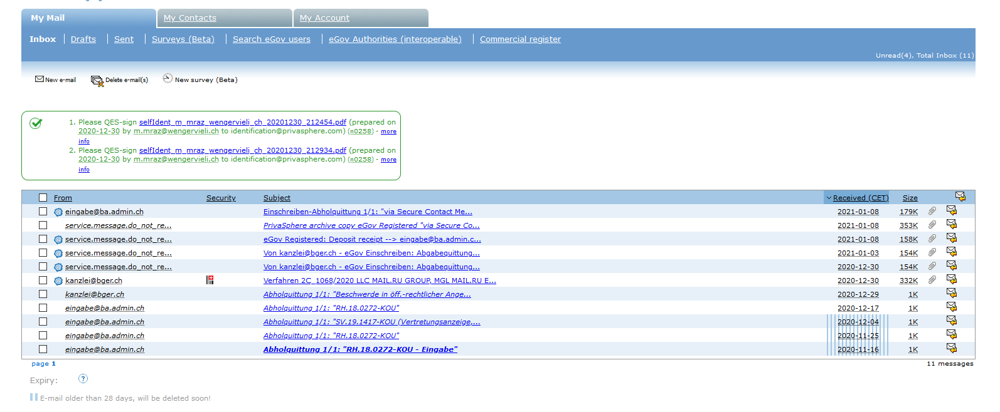 My Mail My Contacts My Account
Inbox Drafts Sent Surveys (Beta) Search eGov users eGov Authorities (interoperable) Commercial register
Unread(4), Total Inbox (11)
New e-mail Delete e-mail(s) New survey (Beta)
1. Please QES-sign selfIdent_m_mraz_wengervieli_ch_20201230_212454.pdf (prepared on
2020-12-30 by m.mraz@wengervieli.ch to identification@privasphere.com) (n0258) - more
info
2. Please QES-sign selfIdent_m_mraz_wengervieli_ch_20201230_212934.pdf (prepared on
2020-12-30 by m.mraz@wengervieli.ch to identification@privasphere.com) (n0258) - more
info
From Security Subject Received (CET) Size
eingabe@ba.admin.ch Einschreiben-Abholquittung 1/1: "via Secure Contact Me... 2021-01-08 179K
service.message.do_not_re... PrivaSphere archive copy eGov Registered "via Secure Co... 2021-01-08 353K
service.message.do_not_re... eGov Registered: Deposit receipt --> eingabe@ba.admin.c... 2021-01-08 158K
service.message.do_not_re... Von kanzlei@bger.ch - eGov Einschreiben: Abgabequittung... 2021-01-03 154K
service.message.do_not_re... Von kanzlei@bger.ch - eGov Einschreiben: Abgabequittung... 2020-12-30 154K
kanzlei@bger.ch Verfahren 2C_1068/2020 LLC MAIL.RU GROUP, MGL MAIL.RU E... 2020-12-30 332K
kanzlei@bger.ch Abholquittung 1/1: "Beschwerde in öff.-rechtlicher Ange... 2020-12-29 1K
eingabe@ba.admin.ch Abholquittung 1/1: "RH.18.0272-KOU" 2020-12-17 1K
eingabe@ba.admin.ch Abholquittung 1/1: "SV.19.1417-KOU (Vertretungsanzeige,... 2020-12-04 1K
eingabe@ba.admin.ch Abholquittung 1/1: "RH.18.0272-KOU" 2020-11-25 1K
eingabe@ba.admin.ch Abholquittung 1/1: "RH.18.0272-KOU - Eingabe" 2020-11-16 1K
page 1 11 messages
Expiry: ?
E-mail older than 28 days, will be deleted soon!